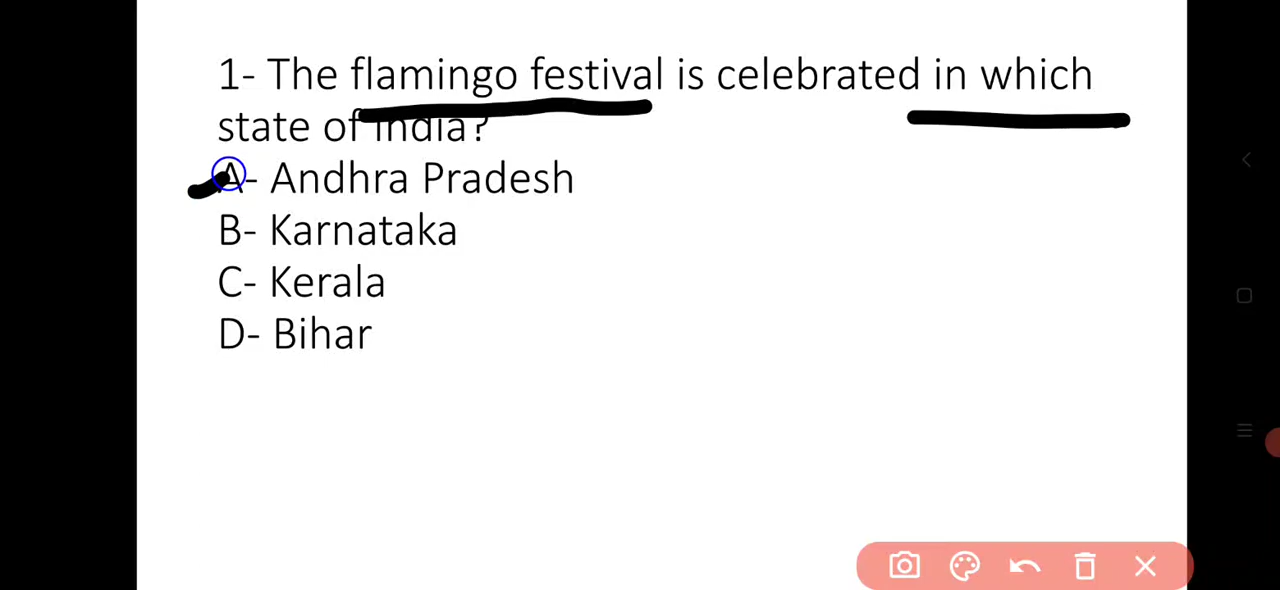 1- The flamingo festival is celebrated in which
state of India?
A- Andhra Pradesh
B- Karnataka
C- Kerala
D- Bihar